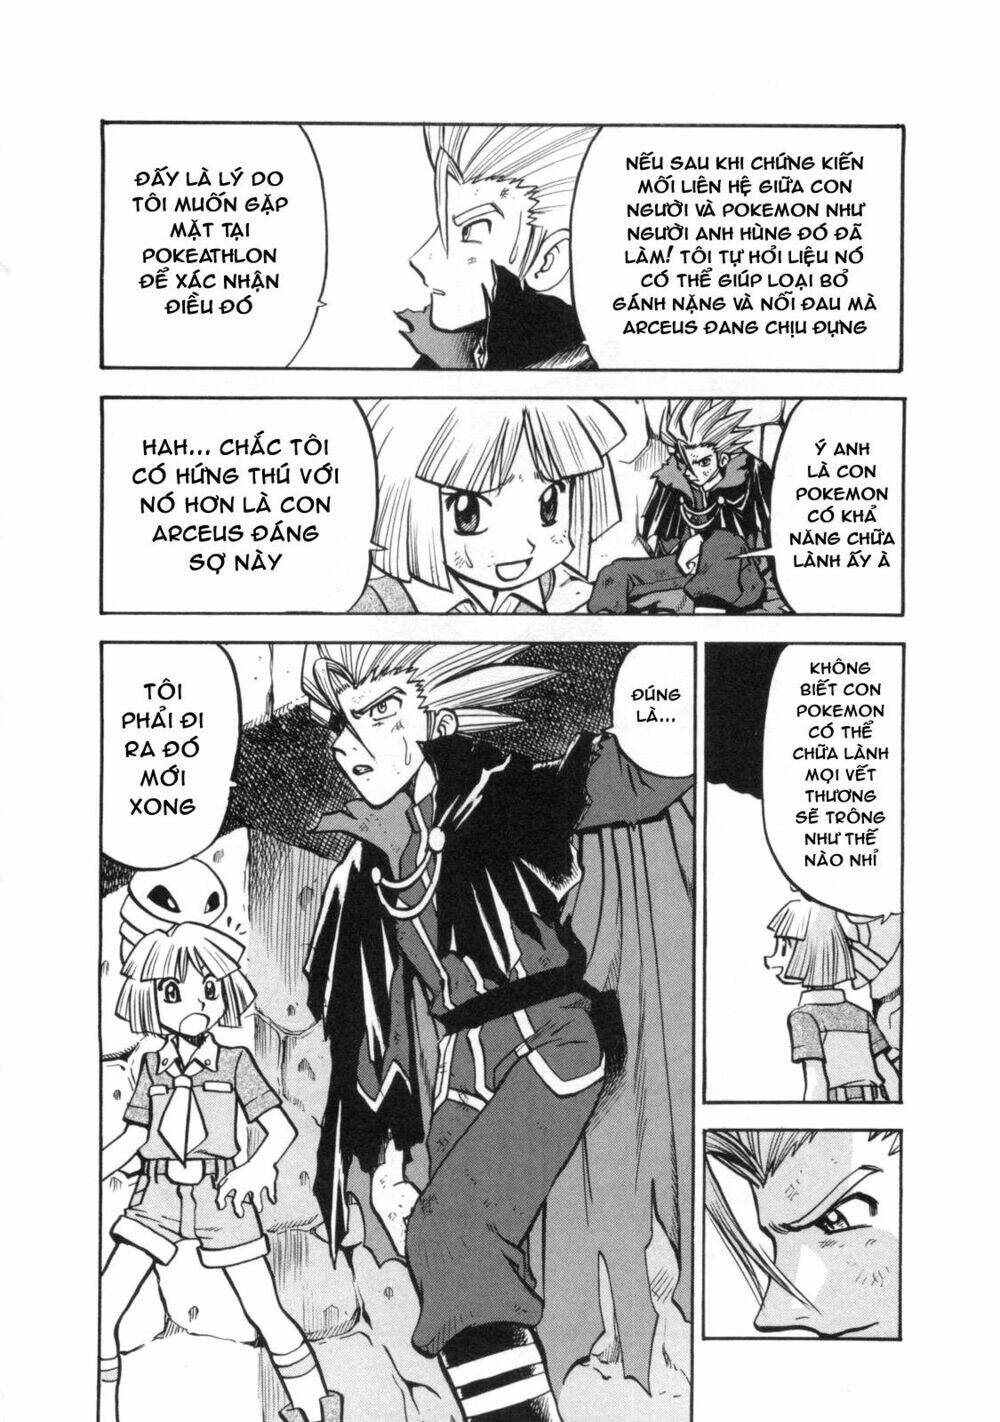 NẾU SAU KHI CHỨNG KIẾN
MỐI LIÊN HỆ GIỮA CON
NGƯỜI VÀ POKEMON NHƯ
NGƯỜI ANH HÙNG ĐÓ ĐÃ
LÀM! TÔI TỰ HỎI LIỆU NÓ
CÓ THỂ GIÚP LOẠI BỎ
GÁNH NẶNG VÀ NỖI ĐAU MÀ
ARCEUS ĐANG CHỊU ĐỰNG
ĐẤY LÀ LÝ DO
TÔI MUỐN GẶP
MẶT TẠI
POKEATHLON
ĐỂ XÁC NHẬN
ĐIỀU ĐÓ
Ý ANH
LÀ CON
POKEMON
CÓ KHẢ
NĂNG CHỮA
LÀNH ẤY À
HAH... CHẮC TÔI
CÓ HỨNG THÚ VỚI
NÓ HƠN LÀ CON
ARCEUS ĐÁNG
SỢ NÀY
KHÔNG
BIẾT CON
POKEMON
CÓ THỂ
CHỮA LÀNH
MỌI VẾT
THƯƠNG
SẼ TRÔNG
NHƯ THẾ
NÀO NHỈ
ĐÚNG
LÀ...
TÔI
PHẢI ĐI
RA ĐÓ
MỚI
XONG